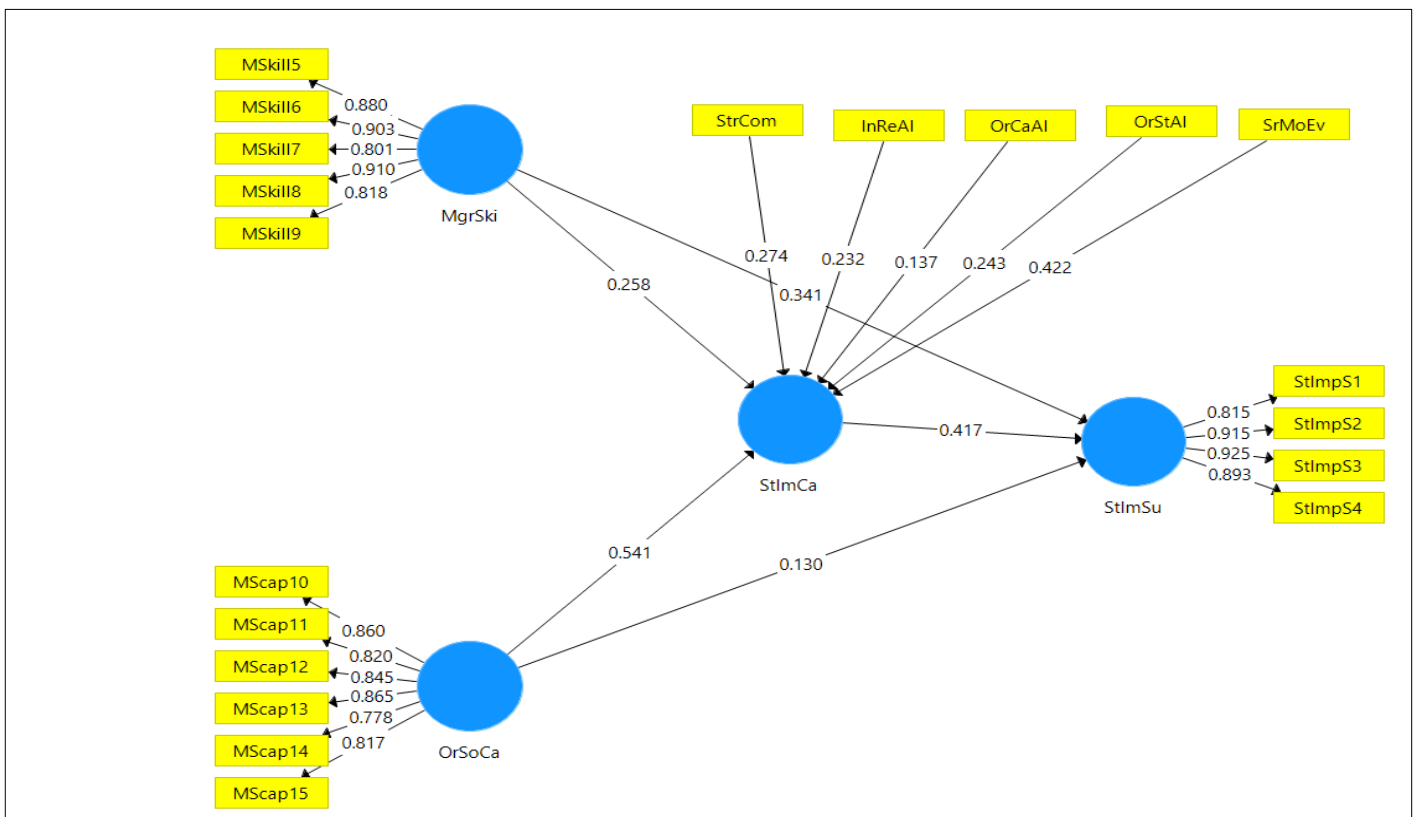 MSkill5
MSkill6
MSkill7
MSkill8
MSkill9
0.880
0.903
0.801
0.910
0.818
MgrSki
StrCom
InReAl
OrCaAl
OrStAl
SrMoEv
0.274
0.232
0.137
0.243
0.422
0.258
0.341
StImCa
0.417
StImSu
StImpS1
StImpS2
StImpS3
StImpS4
0.815
0.915
0.925
0.893
0.541
0.130
MScap10
MScap11
MScap12
MScap13
MScap14
MScap15
0.860
0.820
0.845
0.865
0.778
0.817
OrSoCa